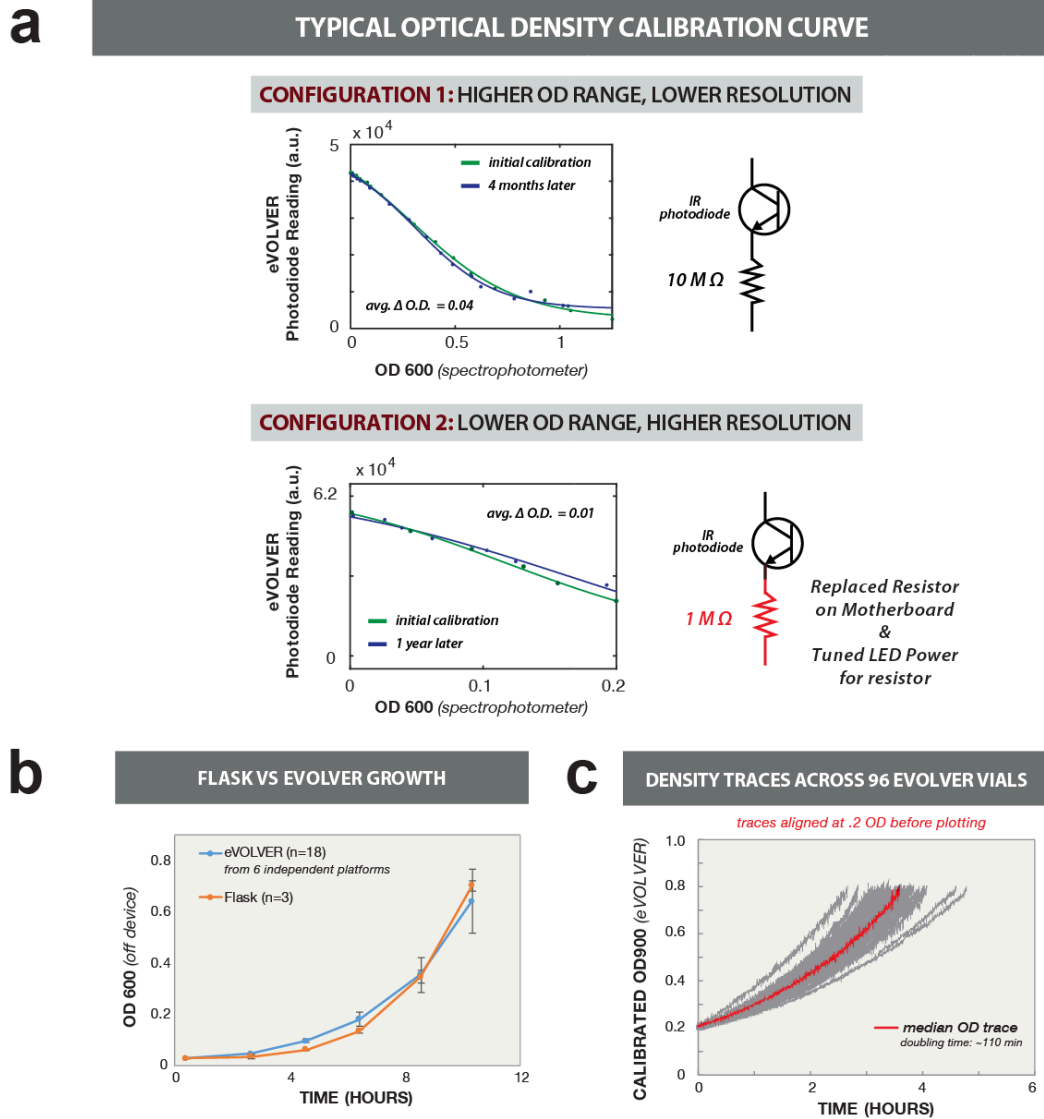 a
TYPICAL OPTICAL DENSITY CALIBRATION CURVE
CONFIGURATION 1: HIGHER OD RANGE, LOWER RESOLUTION
x 10^4
5
0
eVOLVER
Photodiode Reading (a.u.)
initial calibration
4 months later
avg. Δ O.D. = 0.04
0 0.5 1
OD 600 (spectrophotometer)
IR
photodiode
10 M Ω
CONFIGURATION 2: LOWER OD RANGE, HIGHER RESOLUTION
x 10^4
6.2
0
eVOLVER
Photodiode Reading (a.u.)
avg. Δ O.D. = 0.01
initial calibration
1 year later
0 0.1 0.2
OD 600 (spectrophotometer)
IR
photodiode
1 M Ω
Replaced Resistor
on Motherboard
&
Tuned LED Power
for resistor
b
FLASK VS EVOLVER GROWTH
OD 600 (off device)
0.8
0.6
0.4
0.2
0
eVOLVER (n=18)
from 6 independent platforms
Flask (n=3)
0 4 8 12
TIME (HOURS)
c
DENSITY TRACES ACROSS 96 EVOLVER VIALS
traces aligned at .2 OD before plotting
CALIBRATED OD900 (eVOLVER)
1.0
0.8
0.6
0.4
0.2
0
median OD trace
doubling time: ~110 min
0 2 4 6
TIME (HOURS)